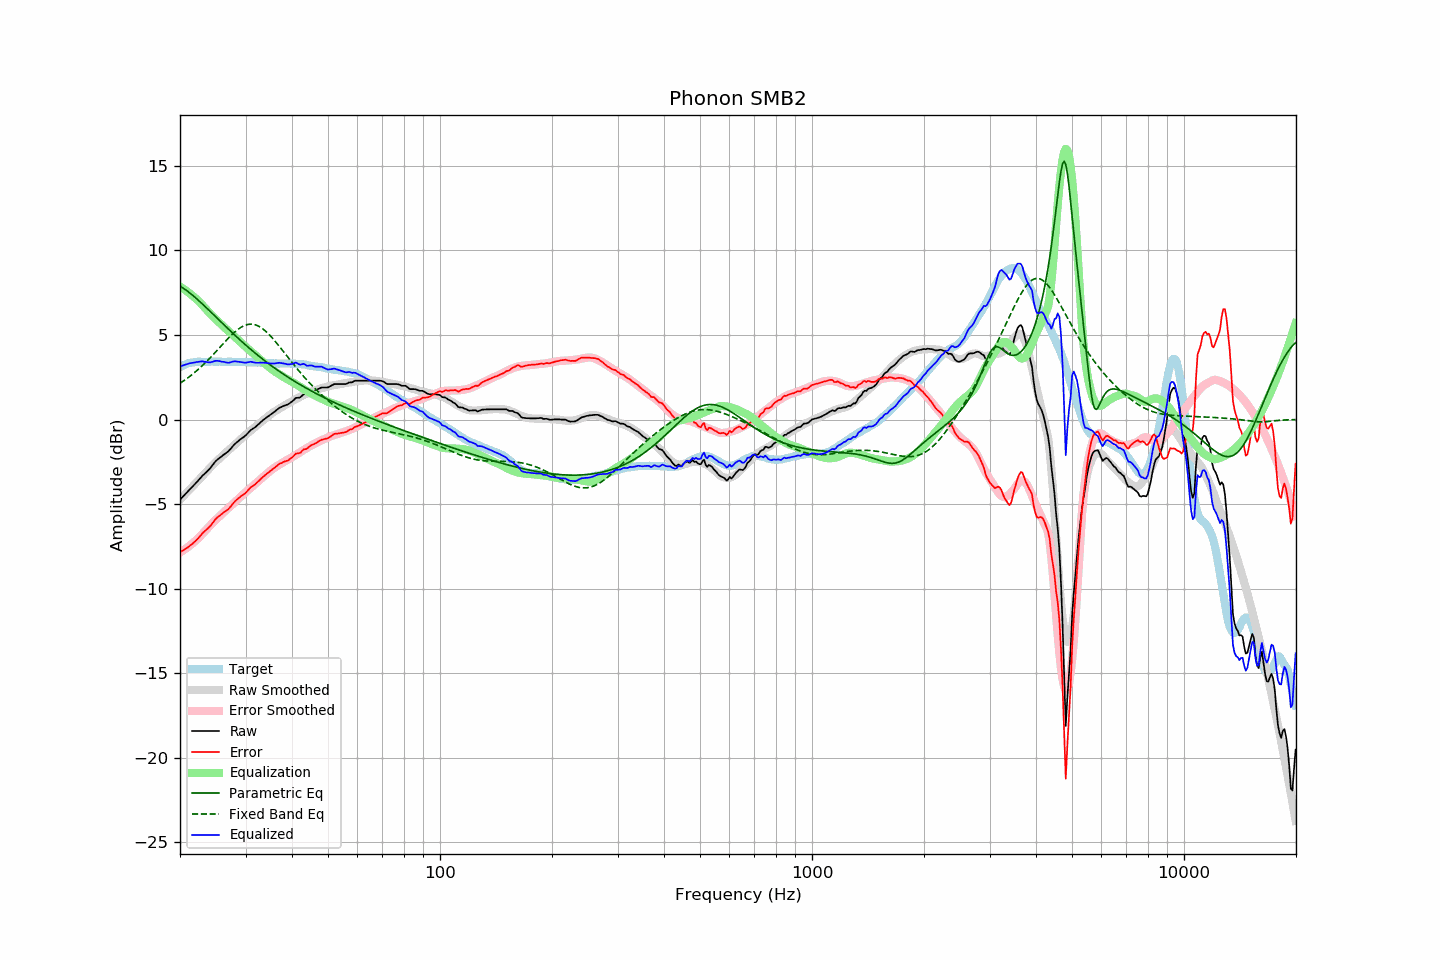 Phonon SMB2
Amplitude (dBr)
15
10
5
0
−5
−10
−15
−20
−25
Target
Raw Smoothed
Error Smoothed
Raw
Error
Equalization
Parametric Eq
Fixed Band Eq
Equalized
100
1000
10000
Frequency (Hz)